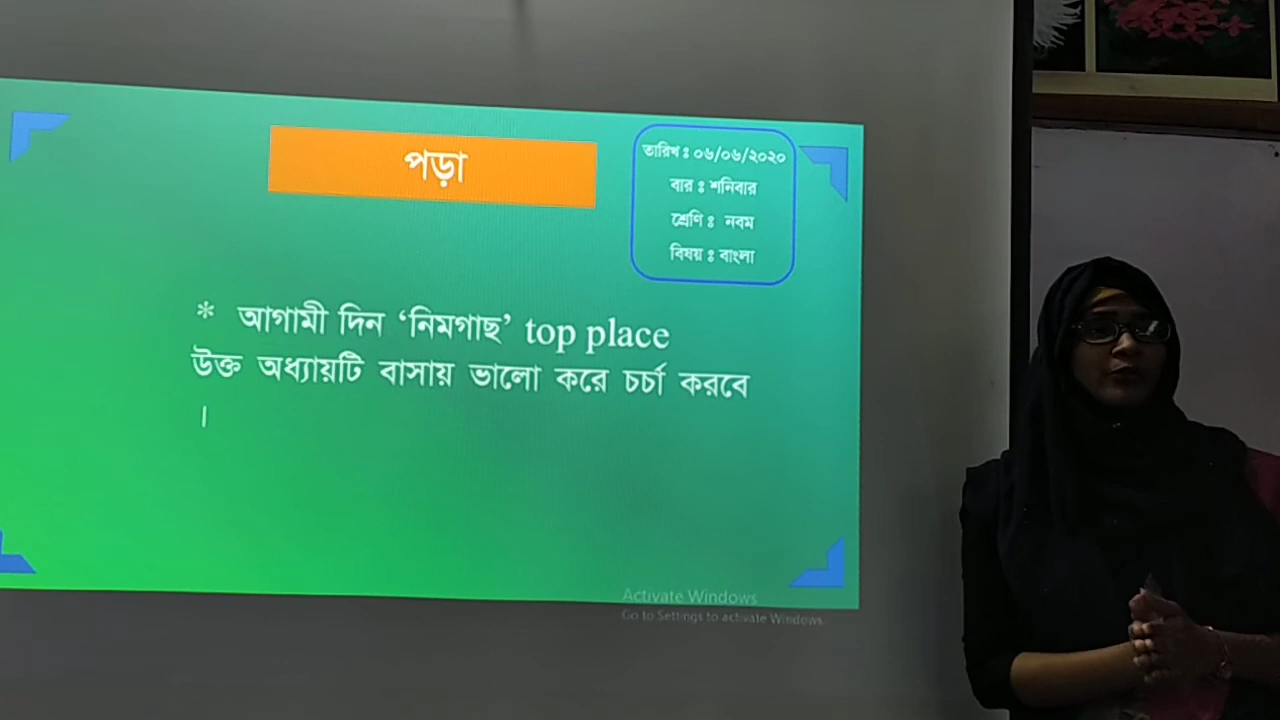 পড়া
তারিখ ঃ ০৬/০৬/২০২০
বার ঃ শনিবার
শ্রেণি ঃ নবম
বিষয় ঃ বাংলা
* আগামী দিন ‘নিমগাছ’ top place
উক্ত অধ্যায়টি বাসায় ভালো করে চর্চা করবে
।
Activate Windows
Go to Settings to activate Windows.